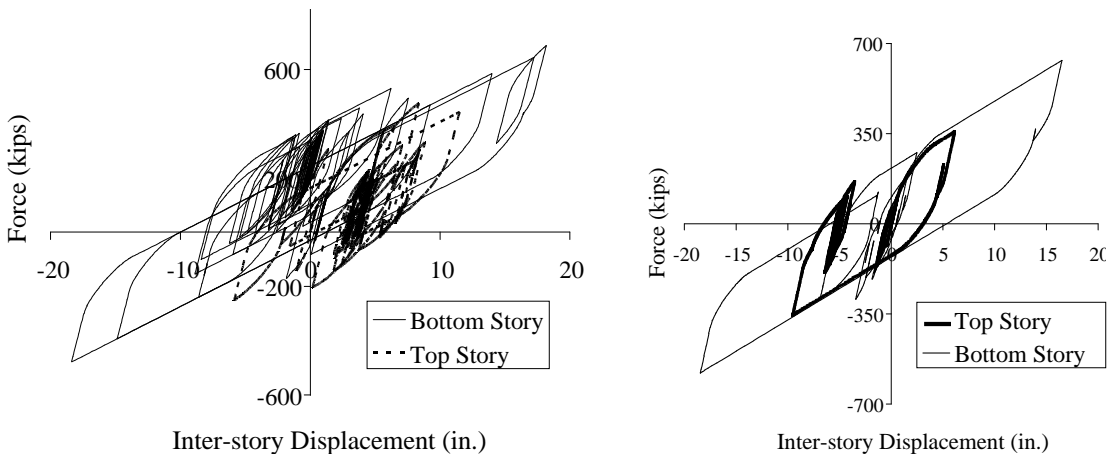 600
-20
-10
0
10
20
-200
-600
Force (kips)
Bottom Story
Top Story
Inter-story Displacement (in.)
700
350
0
-20
-15
-10
-5
0
5
10
15
20
-350
-700
Force (kips)
Top Story
Bottom Story
Inter-story Displacement (in.)